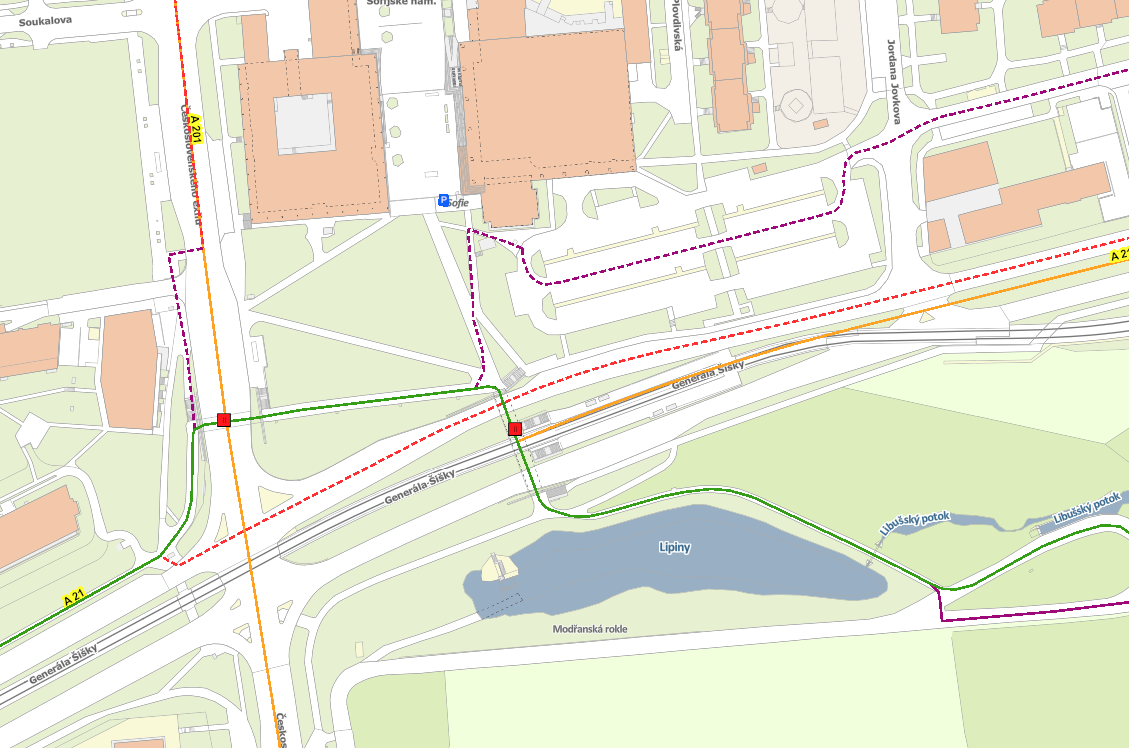 Sofijské nám.
Soukalova
Plovdivská
Jordana Jovkova
A 201
Československého exilu
P
Sofie
A 21
Generála Šišky
Generála Šišky
Libušský potok
Libušský potok
Lipiny
A 21
Modřanská rokle
Generála Šišky
Českos